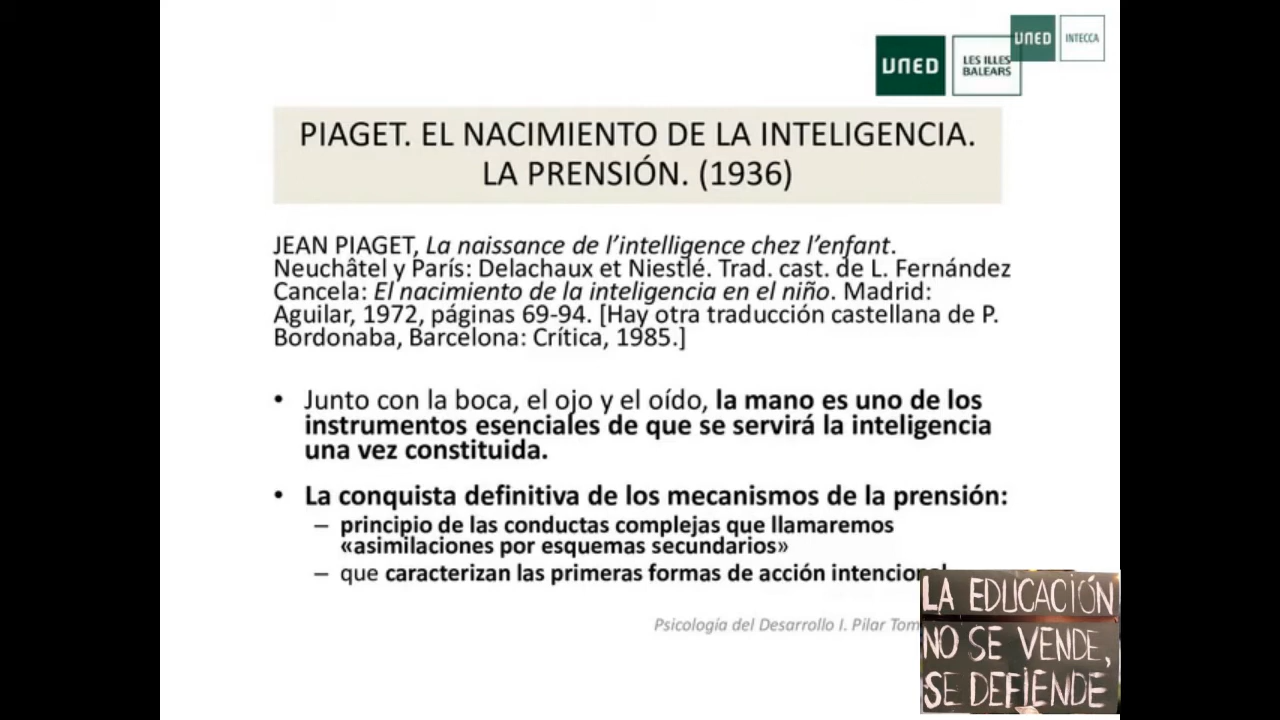 UNED
INTECCA
UNED
LES ILLES
BALEARS
PIAGET. EL NACIMIENTO DE LA INTELIGENCIA.
LA PRENSIÓN. (1936)
JEAN PIAGET, La naissance de l’intelligence chez l’enfant.
Neuchâtel y París: Delachaux et Niestlé. Trad. cast. de L. Fernández
Cancela: El nacimiento de la inteligencia en el niño. Madrid:
Aguilar, 1972, páginas 69-94. [Hay otra traducción castellana de P.
Bordonaba, Barcelona: Crítica, 1985.]
• Junto con la boca, el ojo y el oído, la mano es uno de los
instrumentos esenciales de que se servirá la inteligencia
una vez constituida.
• La conquista definitiva de los mecanismos de la prensión:
– principio de las conductas complejas que llamaremos
«asimilaciones por esquemas secundarios»
– que caracterizan las primeras formas de acción intencional
Psicología del Desarrollo I. Pilar
LA EDUCACIÓN
NO SE VENDE,
SE DEFIENDE